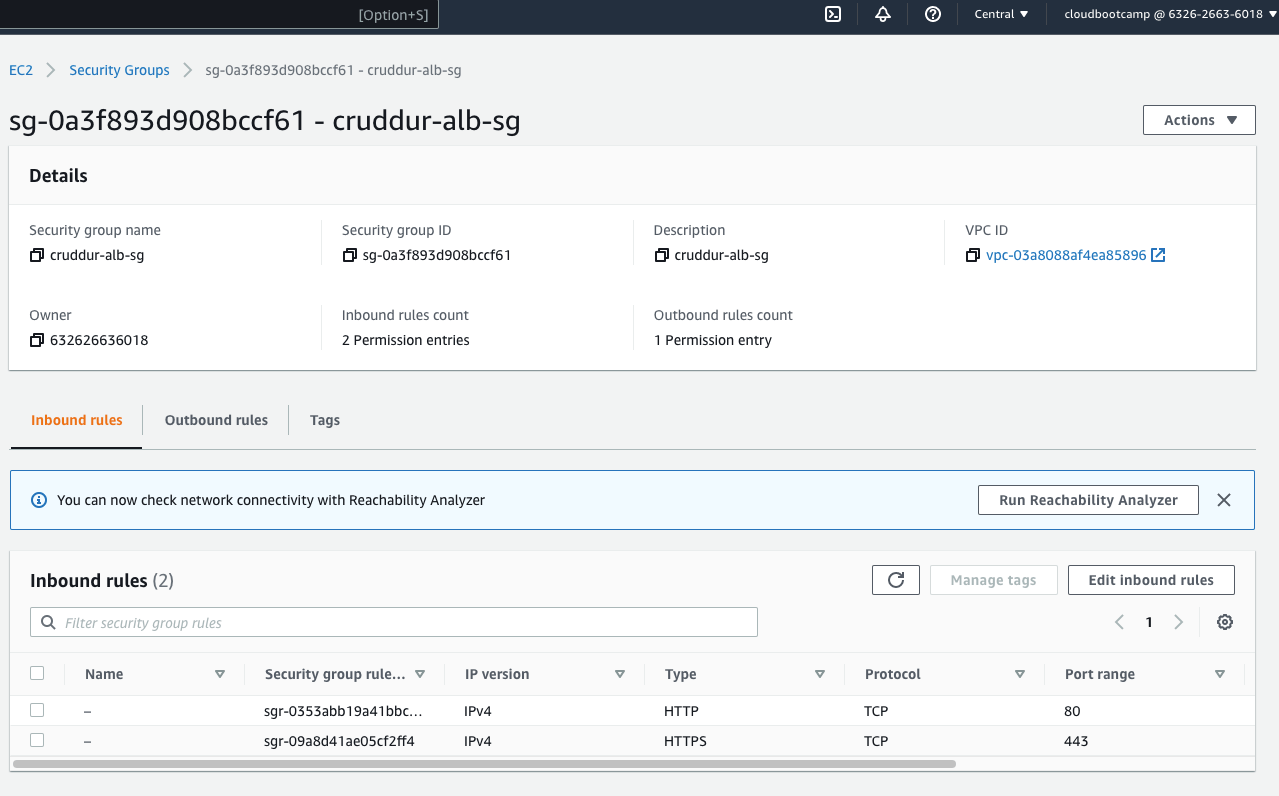 [Option+S]
Central
cloudbootcamp @ 6326-2663-6018
EC2
Security Groups
sg-0a3f893d908bccf61 - cruddur-alb-sg
sg-0a3f893d908bccf61 - cruddur-alb-sg
Actions
Details
Security group name
cruddur-alb-sg
Security group ID
sg-0a3f893d908bccf61
Description
cruddur-alb-sg
VPC ID
vpc-03a8088af4ea85896
Owner
632626636018
Inbound rules count
2 Permission entries
Outbound rules count
1 Permission entry
Inbound rules
Outbound rules
Tags
You can now check network connectivity with Reachability Analyzer
Run Reachability Analyzer
Inbound rules (2)
Manage tags
Edit inbound rules
Filter security group rules
1
Name Security group rule... IP version Type Protocol Port range
– sgr-0353abb19a41bbc... IPv4 HTTP TCP 80
– sgr-09a8d41ae05cf2ff4 IPv4 HTTPS TCP 443